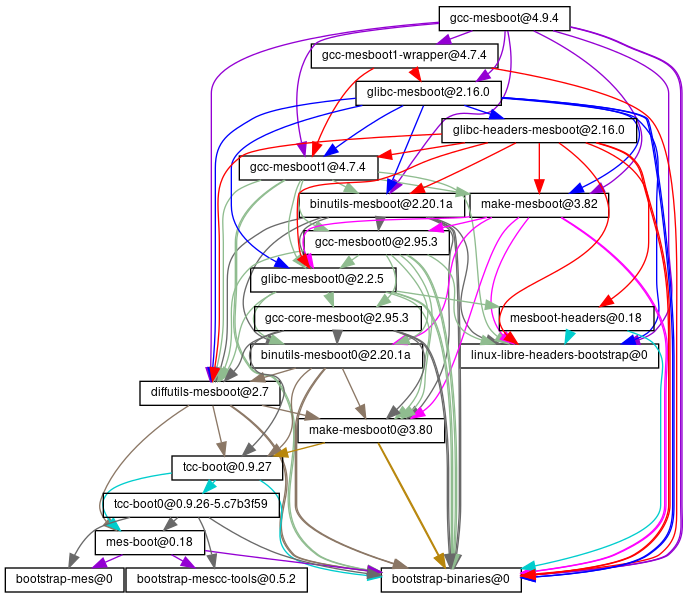 gcc-mesboot@4.9.4
gcc-mesboot1-wrapper@4.7.4
glibc-mesboot@2.16.0
glibc-headers-mesboot@2.16.0
gcc-mesboot1@4.7.4
binutils-mesboot@2.20.1a
make-mesboot@3.82
gcc-mesboot0@2.95.3
glibc-mesboot0@2.2.5
gcc-core-mesboot@2.95.3
mesboot-headers@0.18
binutils-mesboot0@2.20.1a
linux-libre-headers-bootstrap@0
diffutils-mesboot@2.7
make-mesboot0@3.80
tcc-boot@0.9.27
tcc-boot0@0.9.26-5.c7b3f59
mes-boot@0.18
bootstrap-mes@0
bootstrap-mescc-tools@0.5.2
bootstrap-binaries@0